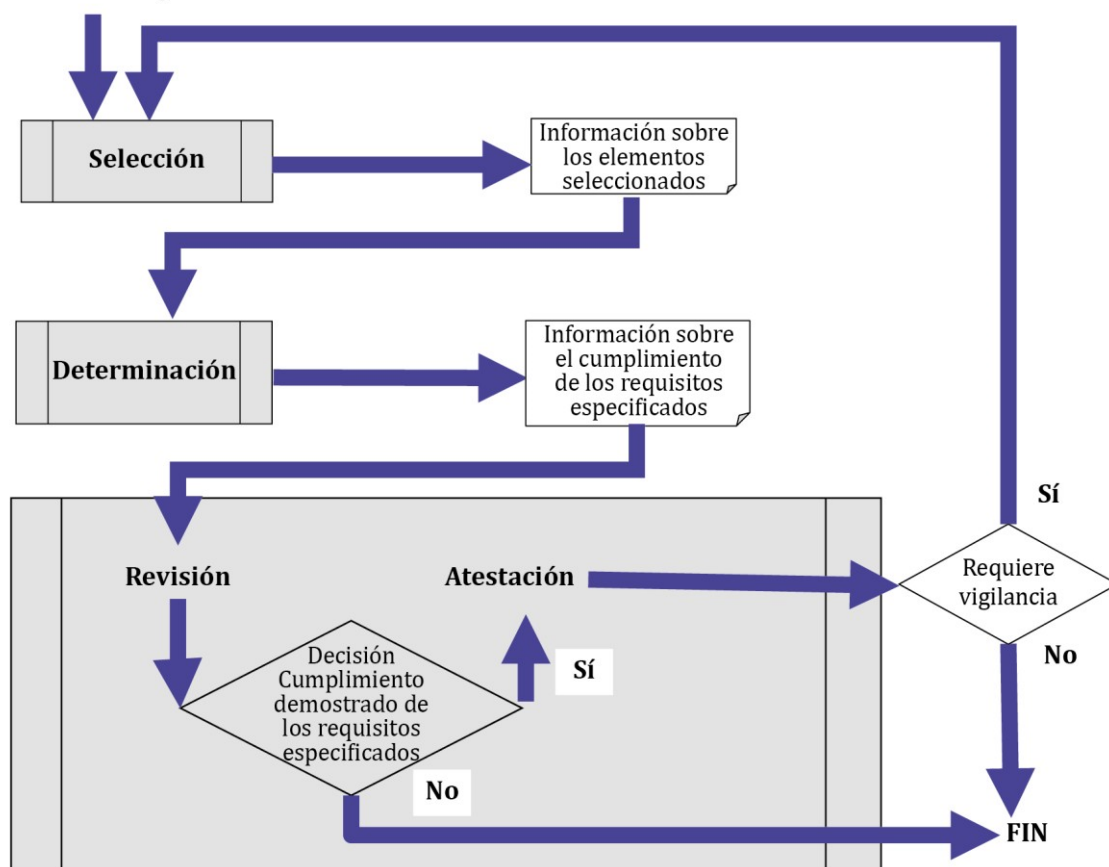 Selección
Información sobre
los elementos
seleccionados
Determinación
Información sobre
el cumplimiento
de los requisitos
especificados
Revisión
Atestación
Sí
Requiere
vigilancia
No
Decisión
Cumplimiento
demostrado de
los requisitos
especificados
Sí
No
FIN